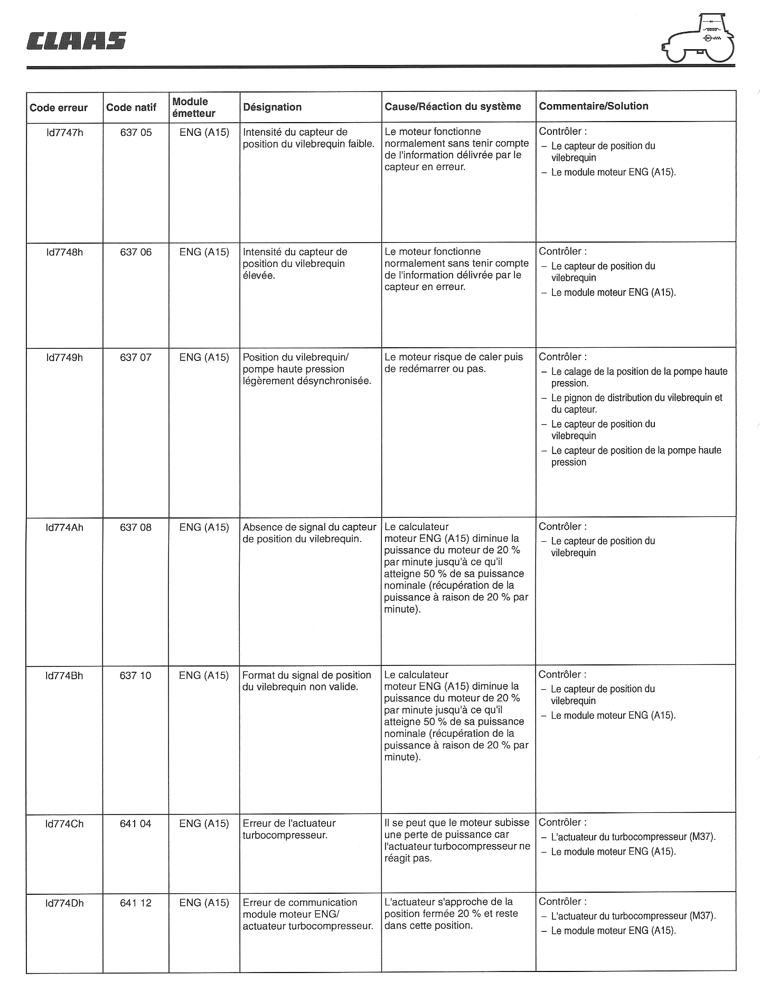 CLAAS
Code erreur
Code natif
Module
émetteur
Désignation
Cause/Réaction du système
Commentaire/Solution
Id7747h
637 05
ENG (A15)
Intensité du capteur de
position du vilebrequin faible.
Le moteur fonctionne
normalement sans tenir compte
de l'information délivrée par le
capteur en erreur.
Contrôler :
– Le capteur de position du
vilebrequin
– Le module moteur ENG (A15).
Id7748h
637 06
ENG (A15)
Intensité du capteur de
position du vilebrequin
élevée.
Le moteur fonctionne
normalement sans tenir compte
de l'information délivrée par le
capteur en erreur.
Contrôler :
– Le capteur de position du
vilebrequin
– Le module moteur ENG (A15).
Id7749h
637 07
ENG (A15)
Position du vilebrequin/
pompe haute pression
légèrement désynchronisée.
Le moteur risque de caler puis
de redémarrer ou pas.
Contrôler :
– Le calage de la position de la pompe haute
pression.
– Le pignon de distribution du vilebrequin et
du capteur.
– Le capteur de position du
vilebrequin
– Le capteur de position de la pompe haute
pression
Id774Ah
637 08
ENG (A15)
Absence de signal du capteur
de position du vilebrequin.
Le calculateur
moteur ENG (A15) diminue la
puissance du moteur de 20 %
par minute jusqu'à ce qu'il
atteigne 50 % de sa puissance
nominale (récupération de la
puissance à raison de 20 % par
minute).
Contrôler :
– Le capteur de position du
vilebrequin
Id774Bh
637 10
ENG (A15)
Format du signal de position
du vilebrequin non valide.
Le calculateur
moteur ENG (A15) diminue la
puissance du moteur de 20 %
par minute jusqu'à ce qu'il
atteigne 50 % de sa puissance
nominale (récupération de la
puissance à raison de 20 % par
minute).
Contrôler :
– Le capteur de position du
vilebrequin
– Le module moteur ENG (A15).
Id774Ch
641 04
ENG (A15)
Erreur de l'actuateur
turbocompresseur.
Il se peut que le moteur subisse
une perte de puissance car
l'actuateur turbocompresseur ne
réagit pas.
Contrôler :
– L'actuateur du turbocompresseur (M37).
– Le module moteur ENG (A15).
Id774Dh
641 12
ENG (A15)
Erreur de communication
module moteur ENG/
actuateur turbocompresseur.
L'actuateur s'approche de la
position fermée 20 % et reste
dans cette position.
Contrôler :
– L'actuateur du turbocompresseur (M37).
– Le module moteur ENG (A15).